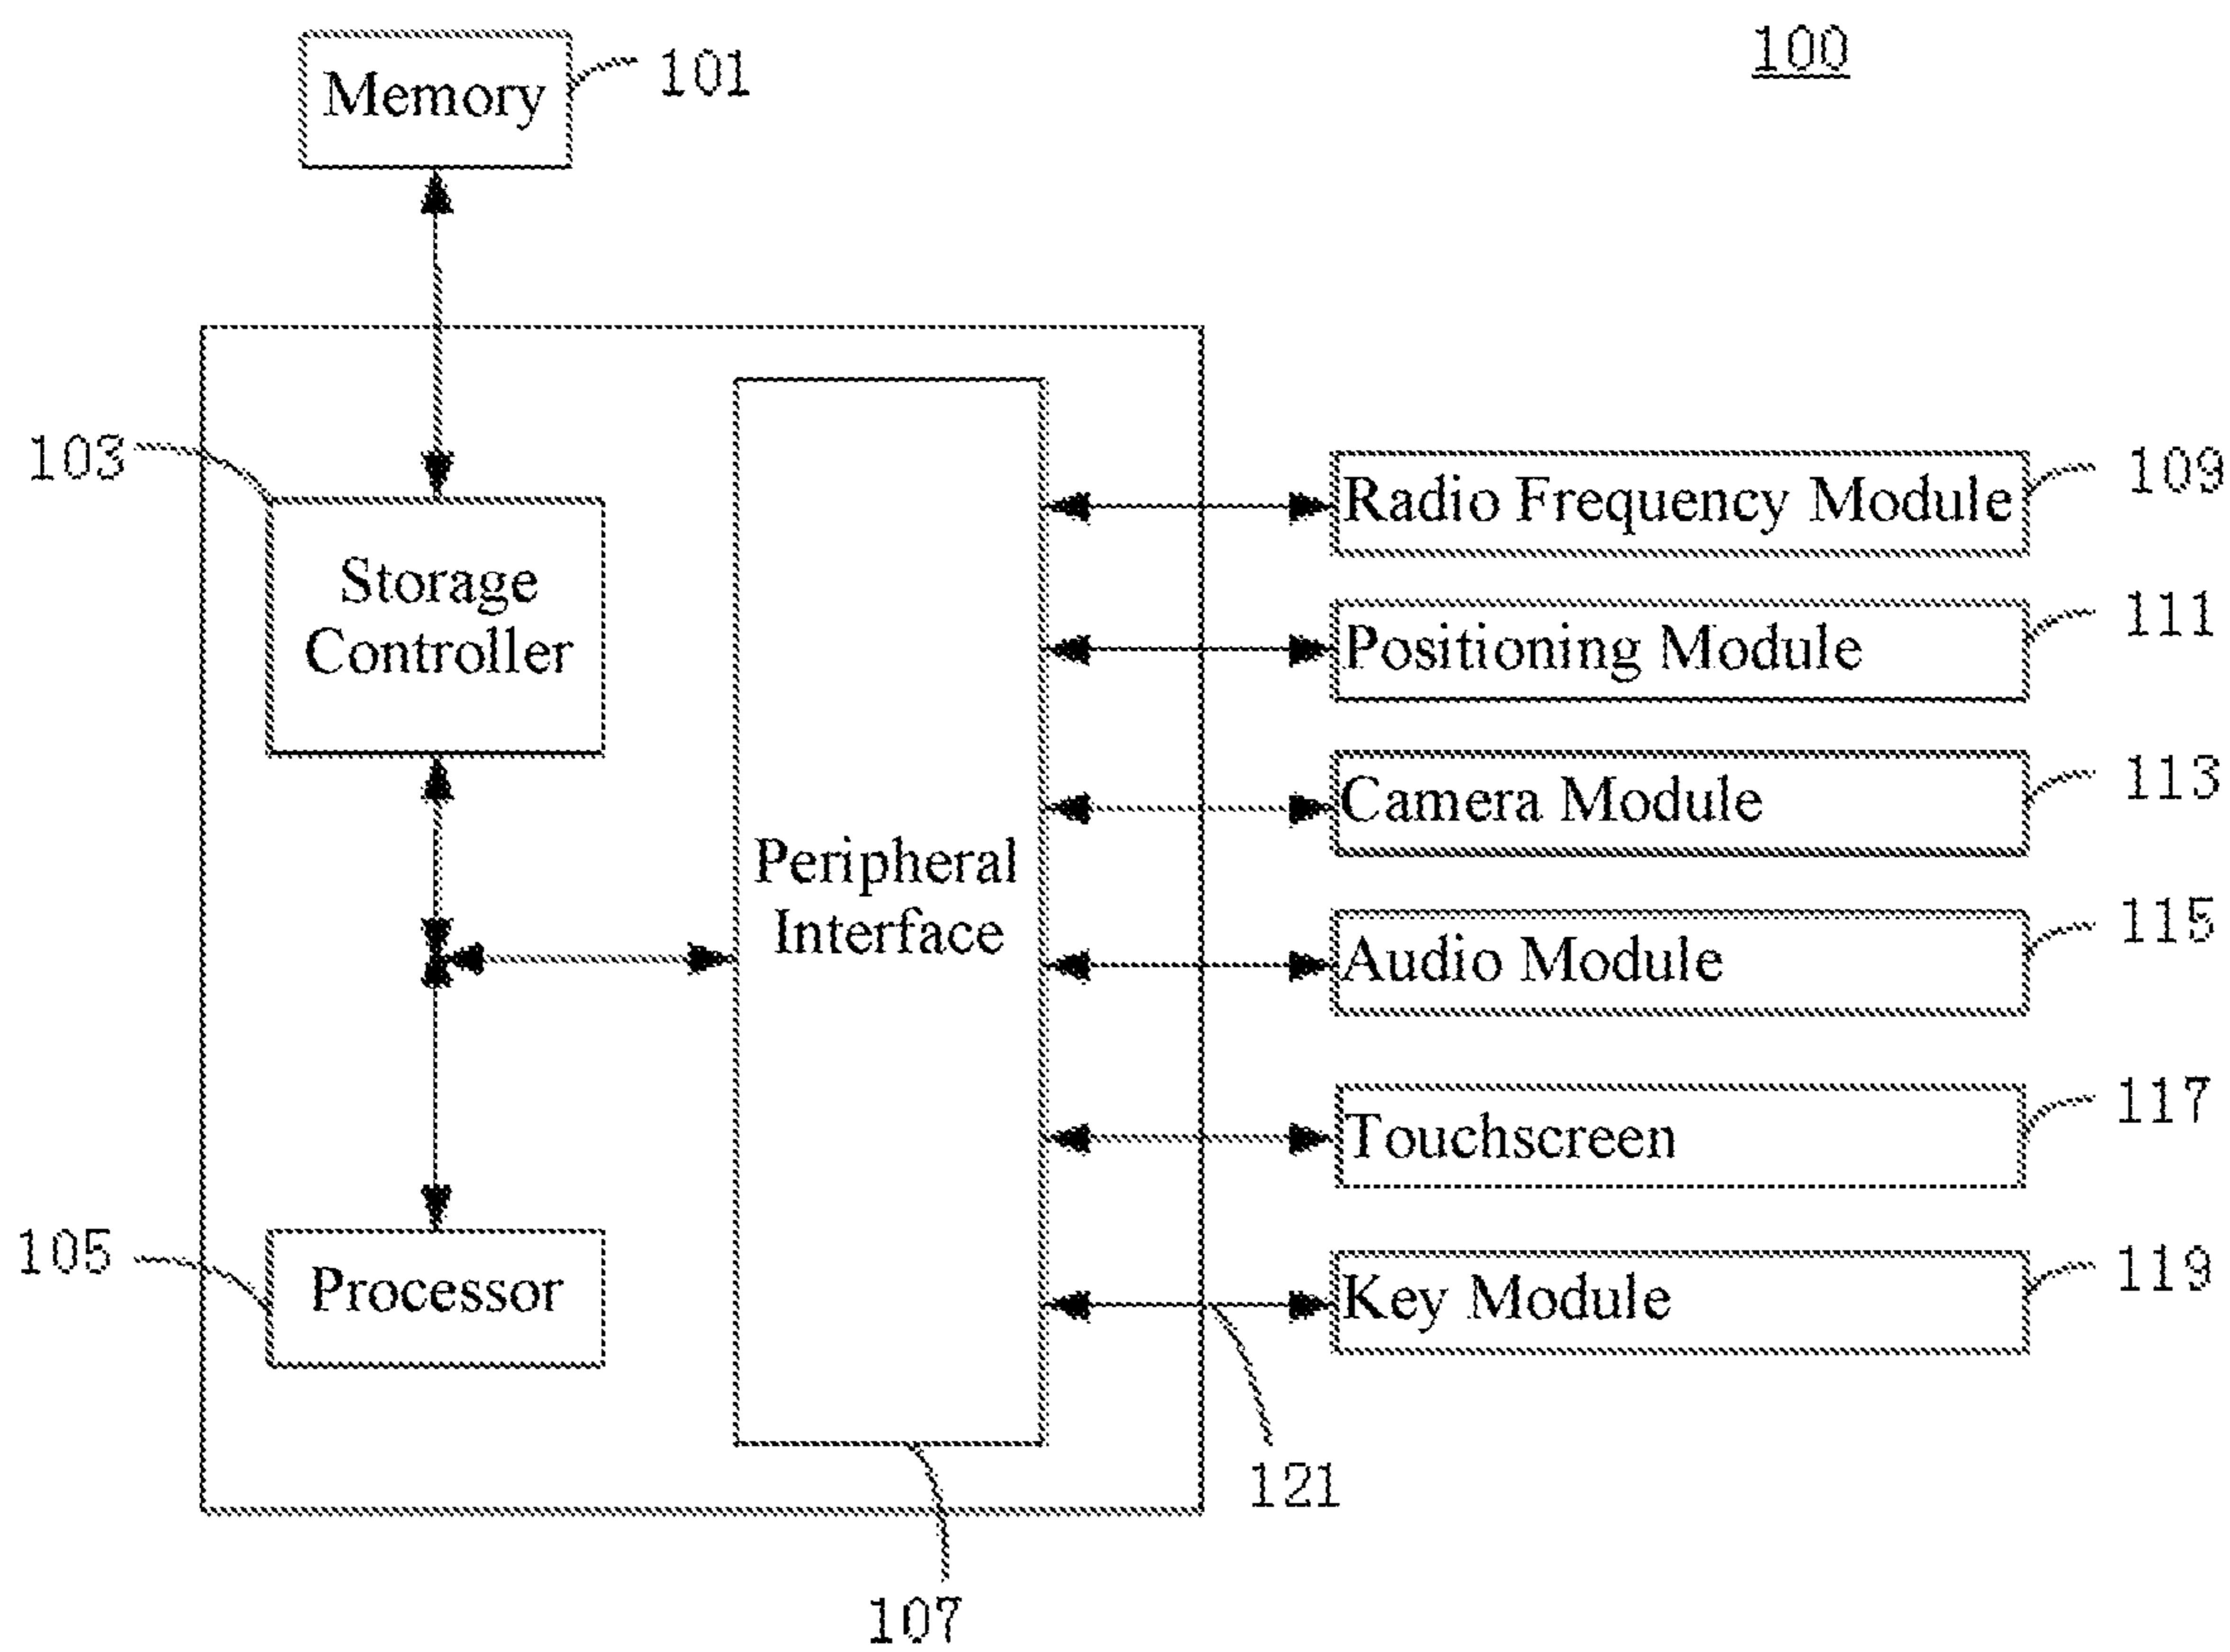 100
Memory
101
103
Storage
Controller
Peripheral
Interface
Radio Frequency Module
109
Positioning Module
111
Camera Module
113
Audio Module
115
Touchscreen
117
105
Processor
Key Module
119
121
107